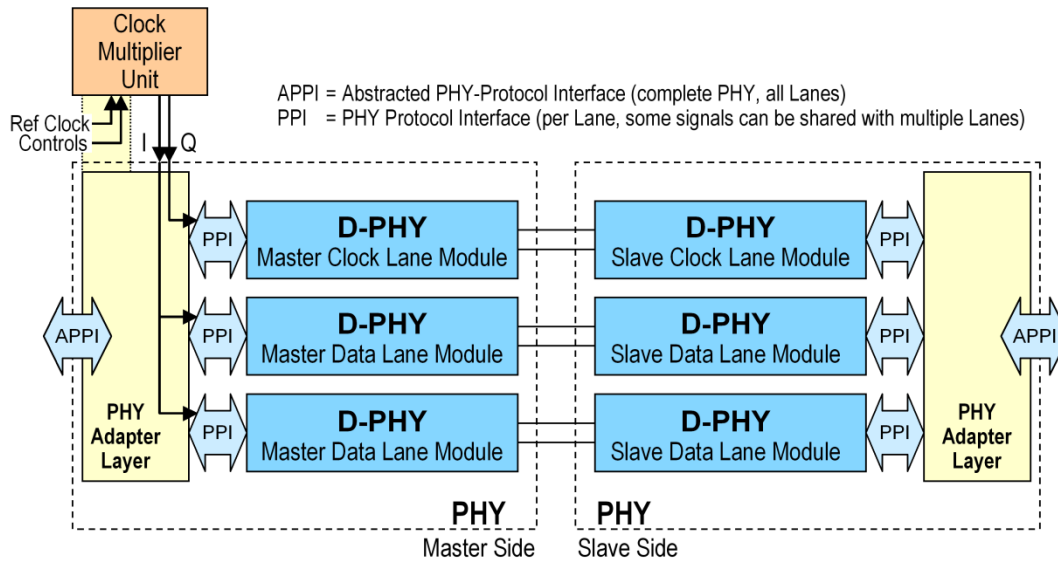 Clock
Multiplier
Unit
APPI = Abstracted PHY-Protocol Interface (complete PHY, all Lanes)
PPI = PHY Protocol Interface (per Lane, some signals can be shared with multiple Lanes)
Ref Clock
Controls
I
Q
PPI
D-PHY
Master Clock Lane Module
D-PHY
Slave Clock Lane Module
PPI
APPI
PPI
D-PHY
Master Data Lane Module
D-PHY
Slave Data Lane Module
PPI
APPI
PHY
Adapter
Layer
PPI
D-PHY
Master Data Lane Module
D-PHY
Slave Data Lane Module
PPI
PHY
Adapter
Layer
PHY
Master Side
PHY
Slave Side